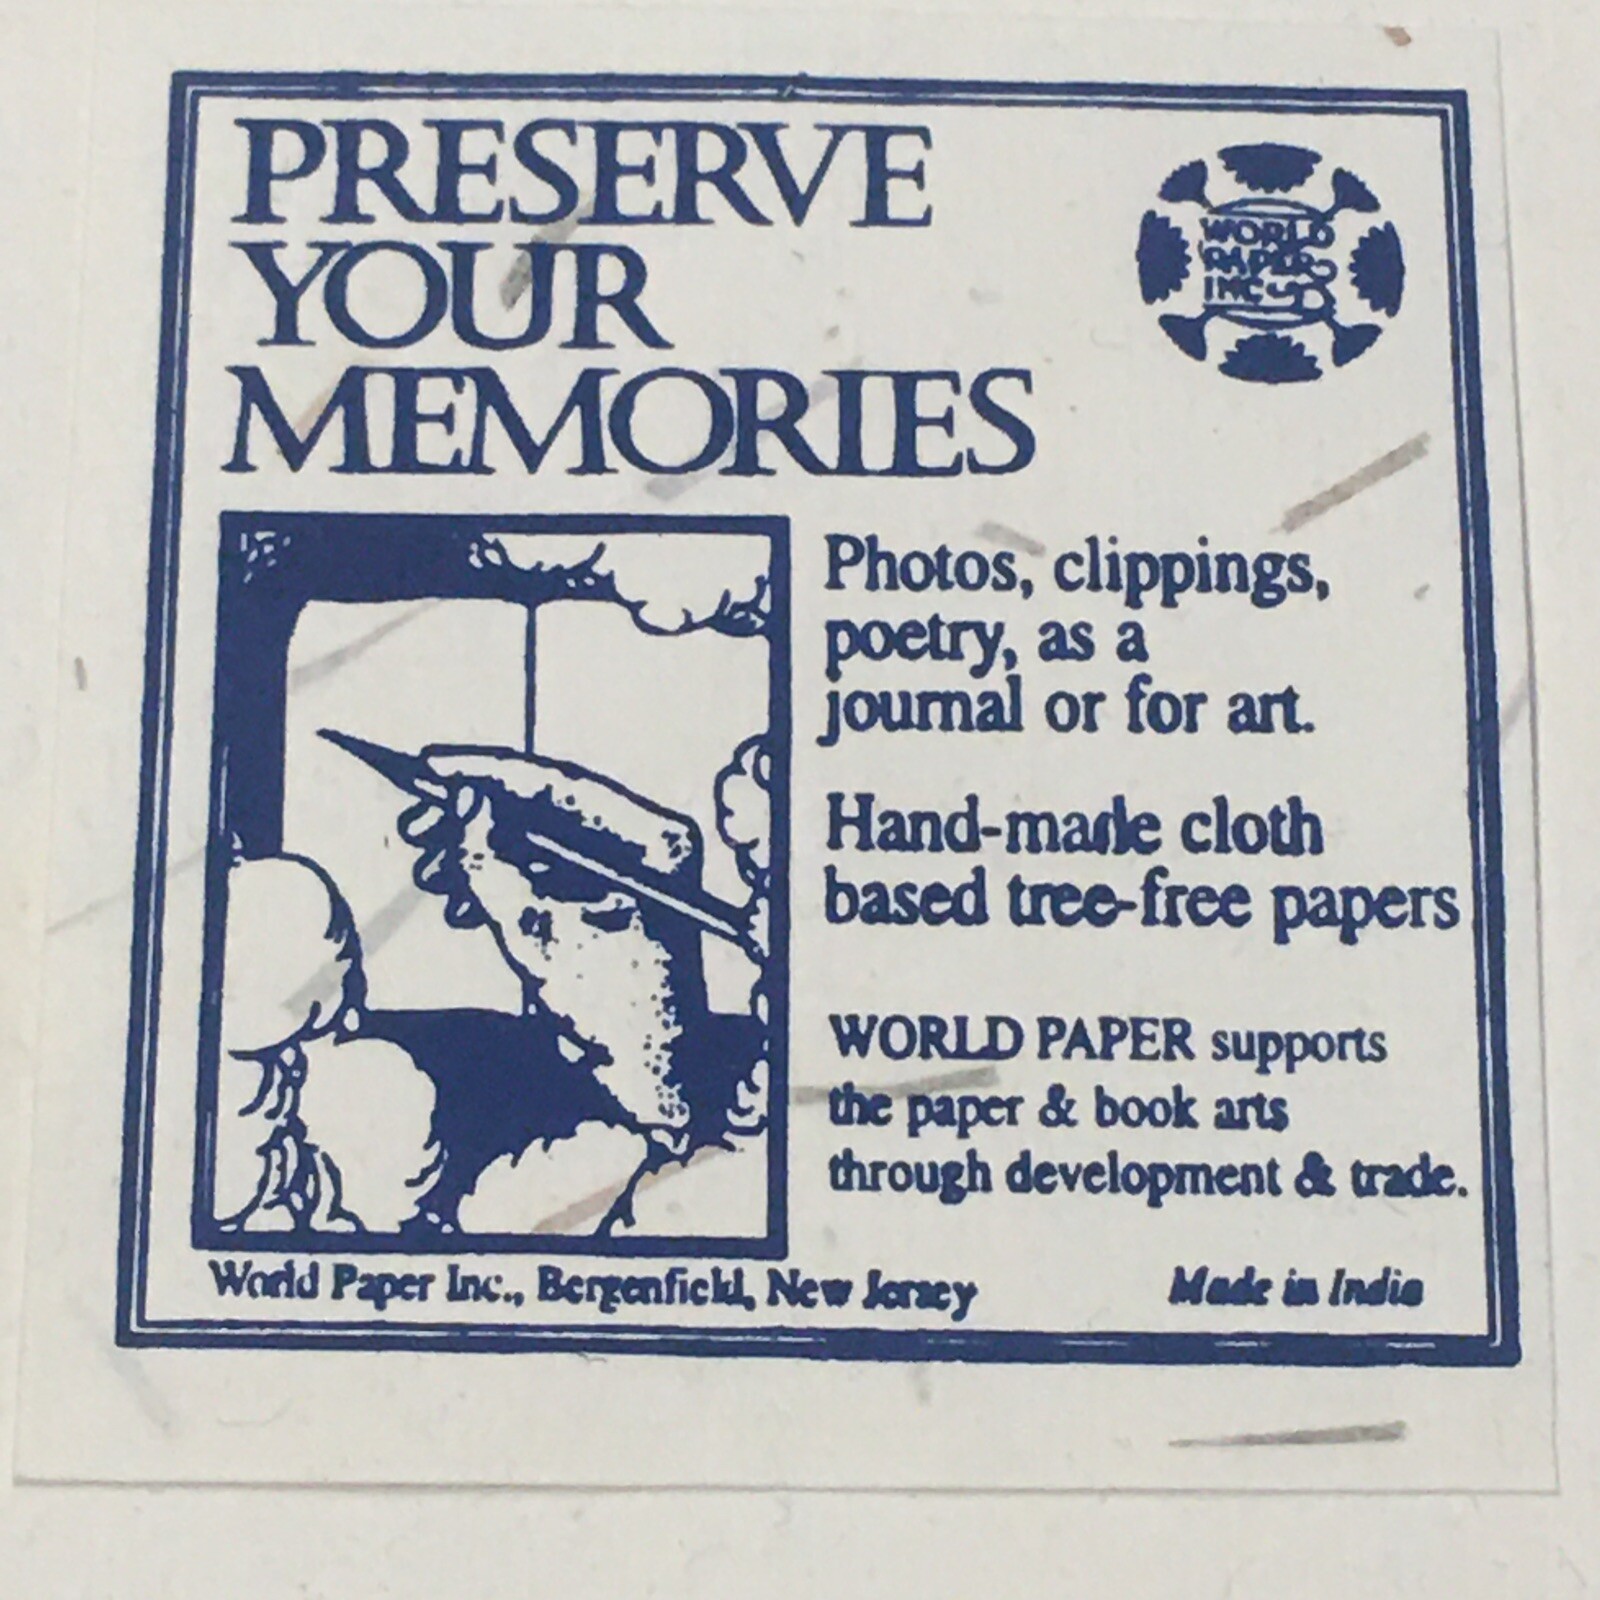 PRESERVE
YOUR
MEMORIES
WORLD
PAPER
INC
Photos, clippings,
poetry, as a
journal or for art.
Hand-made cloth
based tree-free papers
WORLD PAPER supports
the paper & book arts
through development & trade.
World Paper Inc., Bergenfield, New Jersey
Made in India